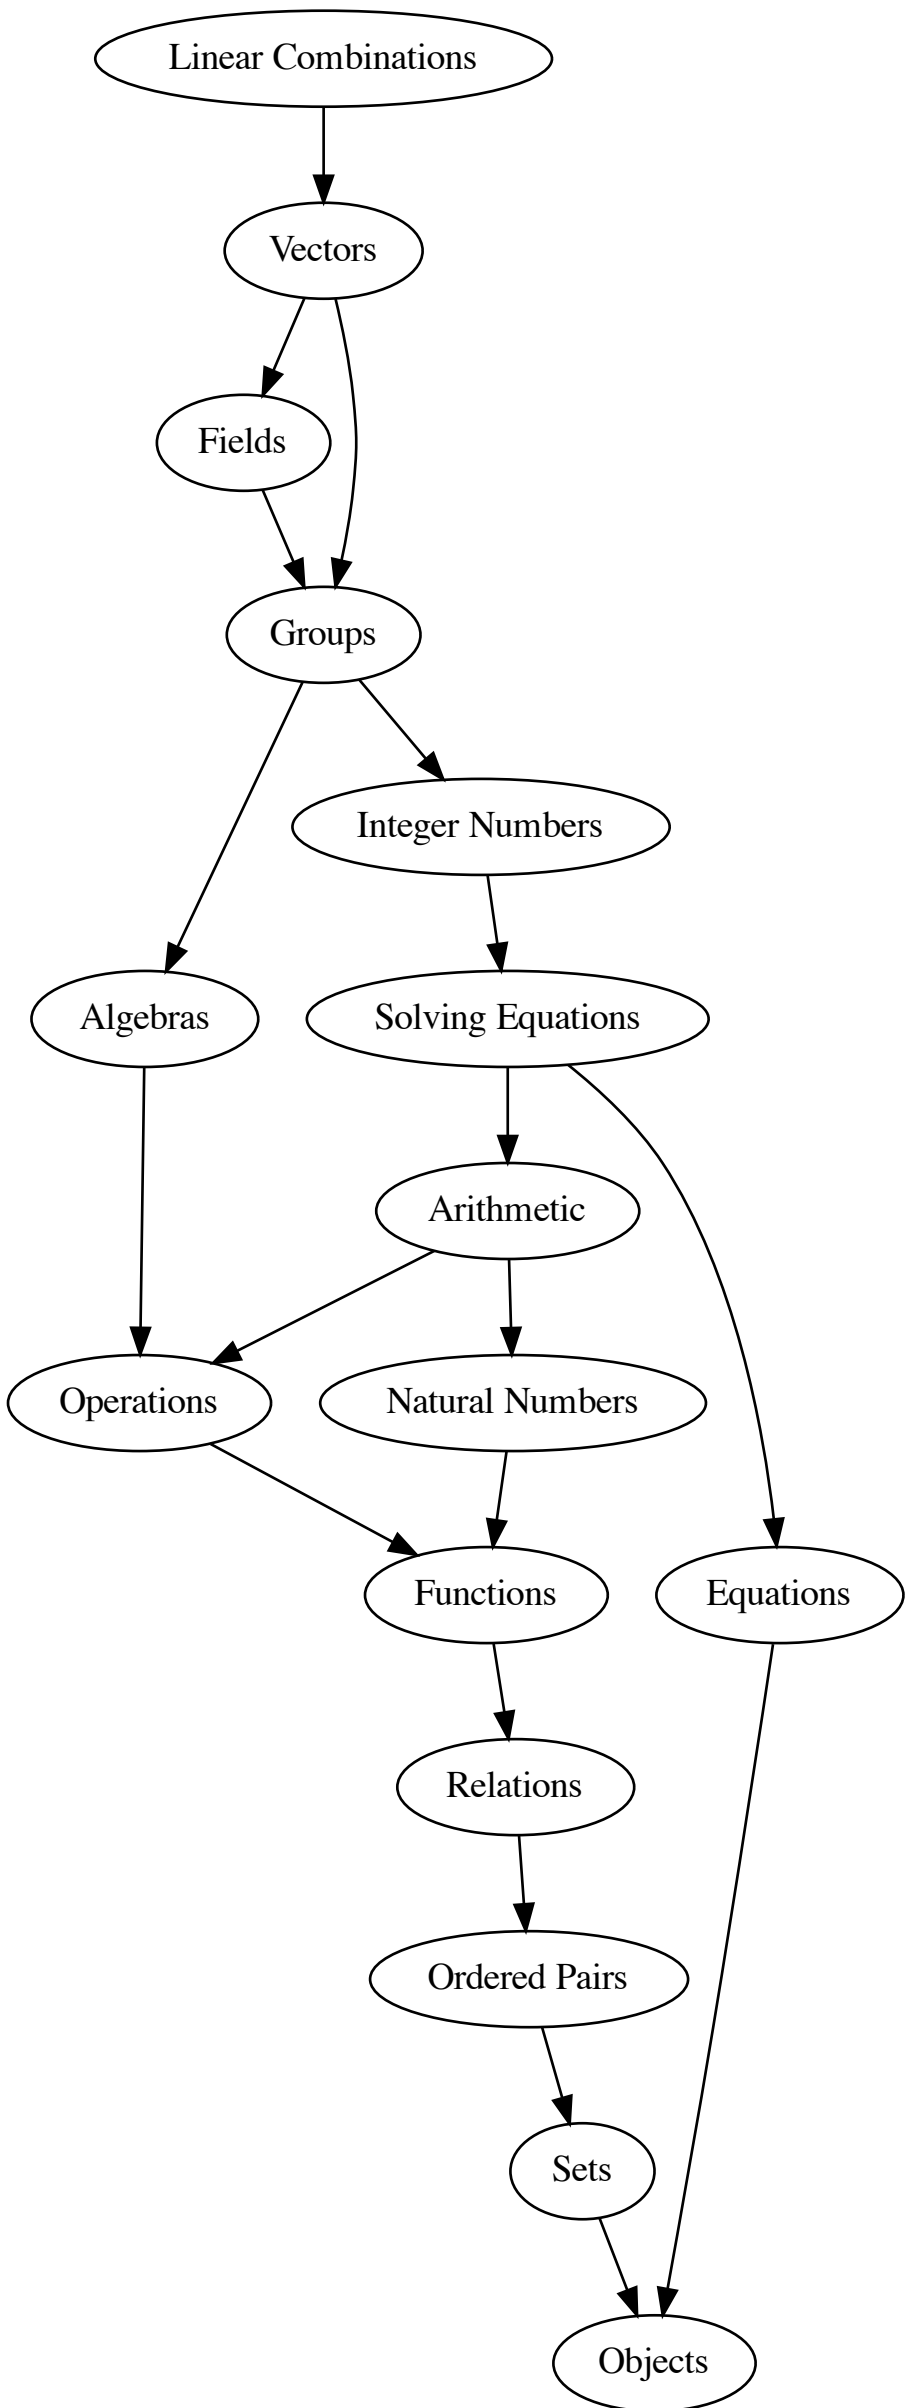 Linear Combinations
Vectors
Fields
Groups
Integer Numbers
Algebras
Solving Equations
Arithmetic
Operations
Natural Numbers
Functions
Equations
Relations
Ordered Pairs
Sets
Objects